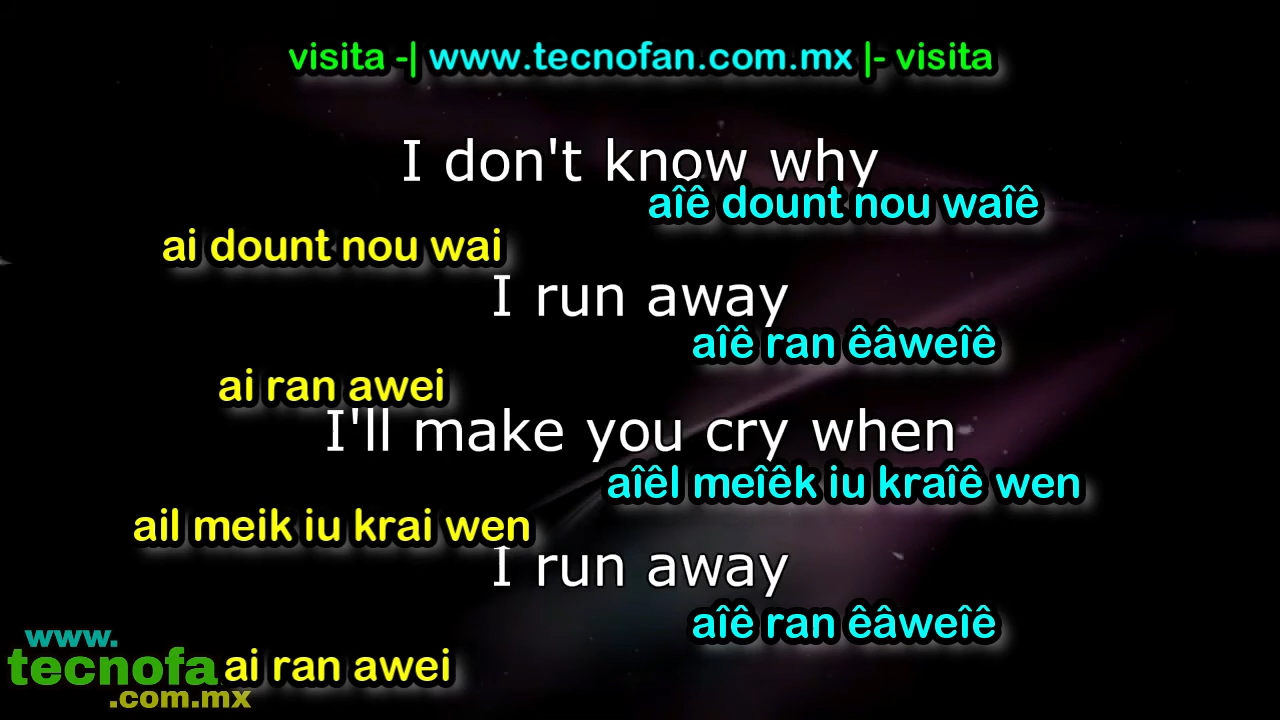 visita -| www.tecnofan.com.mx |- visita
I don't know why
aîê dount nou waîê
ai dount nou wai
I run away
aîê ran êâweîê
ai ran awei
I'll make you cry when
aîêl meîêk iu kraîê wen
ail meik iu krai wen
I run away
aîê ran êâweîê
www.
tecnofa
ai ran awei
.com.mx